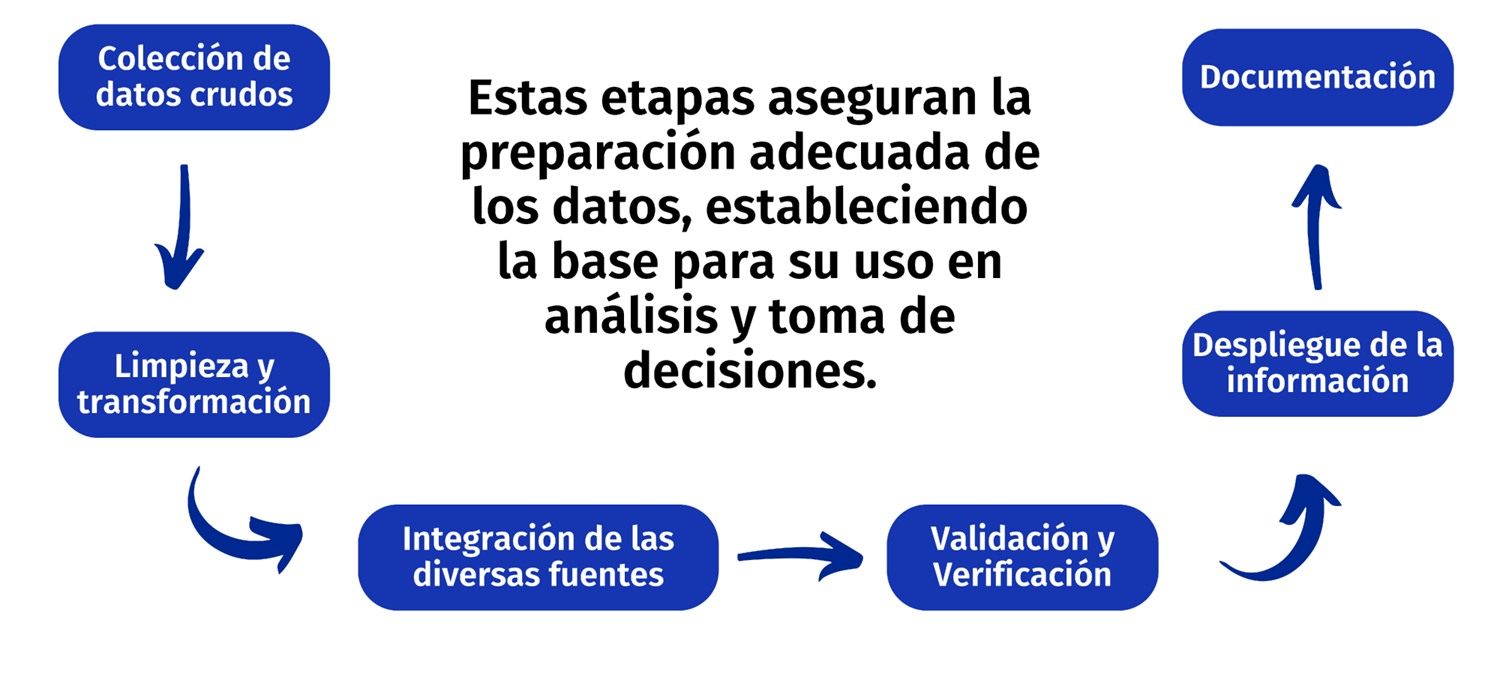 Colección de
datos crudos
Limpieza y
transformación
Integración de las
diversas fuentes
Validación y
Verificación
Despliegue de la
información
Documentación
Estas etapas aseguran la
preparación adecuada de
los datos, estableciendo
la base para su uso en
análisis y toma de
decisiones.